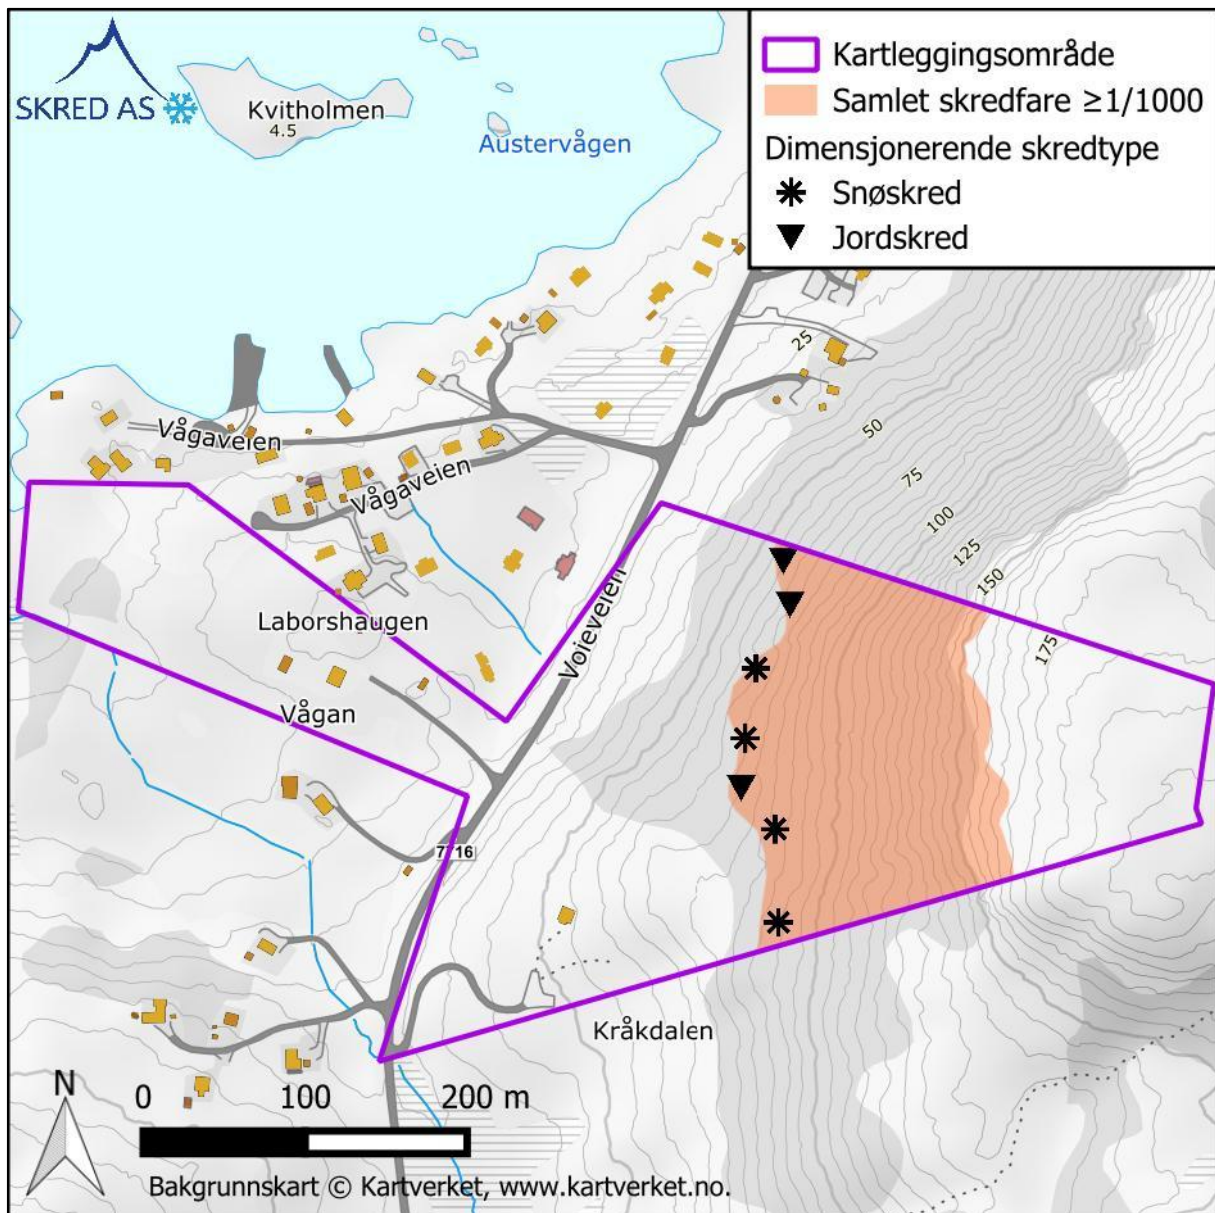 SKRED AS
Kvitholmen
4.5
Austervågen
Kartleggingsområde
Samlet skredfare ≥1/1000
Dimensjonerende skredtype
Snøskred
Jordskred
25
50
75
100
125
150
175
Vågaveien
Vågaveien
Laborshaugen
Voieveien
Vågan
7716
Kråkdalen
N
0 100 200 m
Bakgrunnskart © Kartverket, www.kartverket.no.